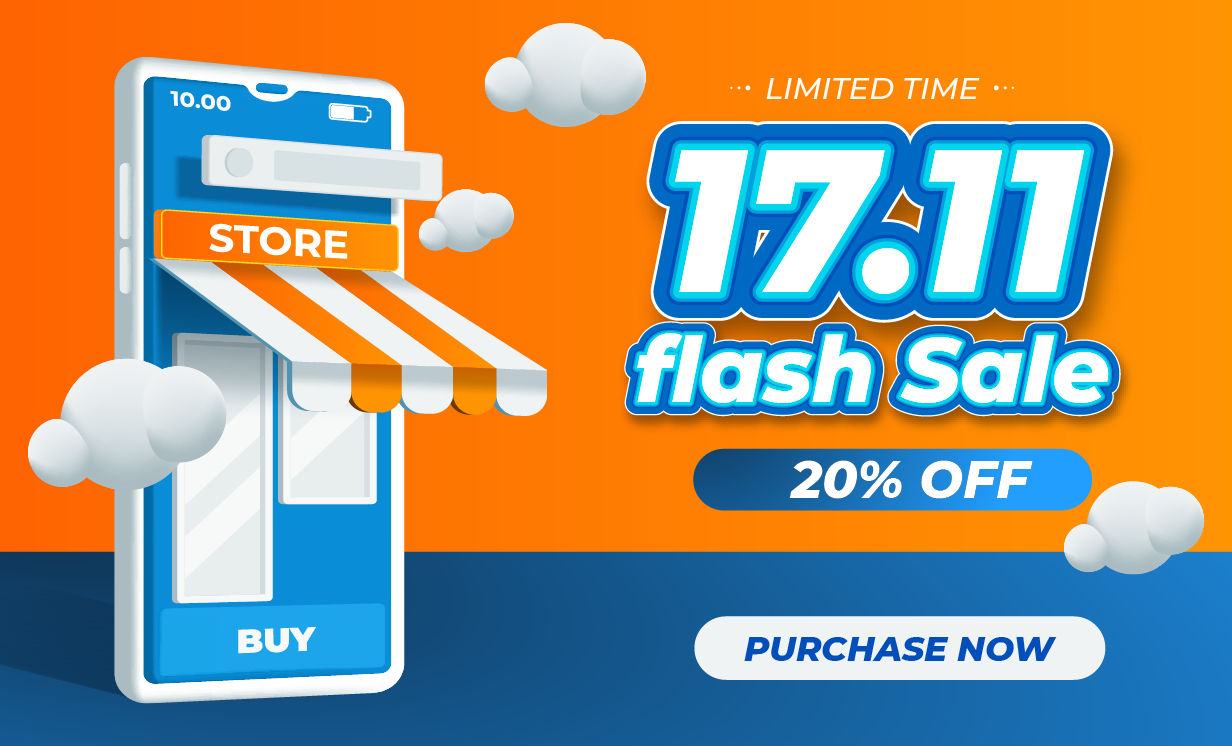 10.00
STORE
BUY
LIMITED TIME
17.11
flash Sale
20% OFF
PURCHASE NOW